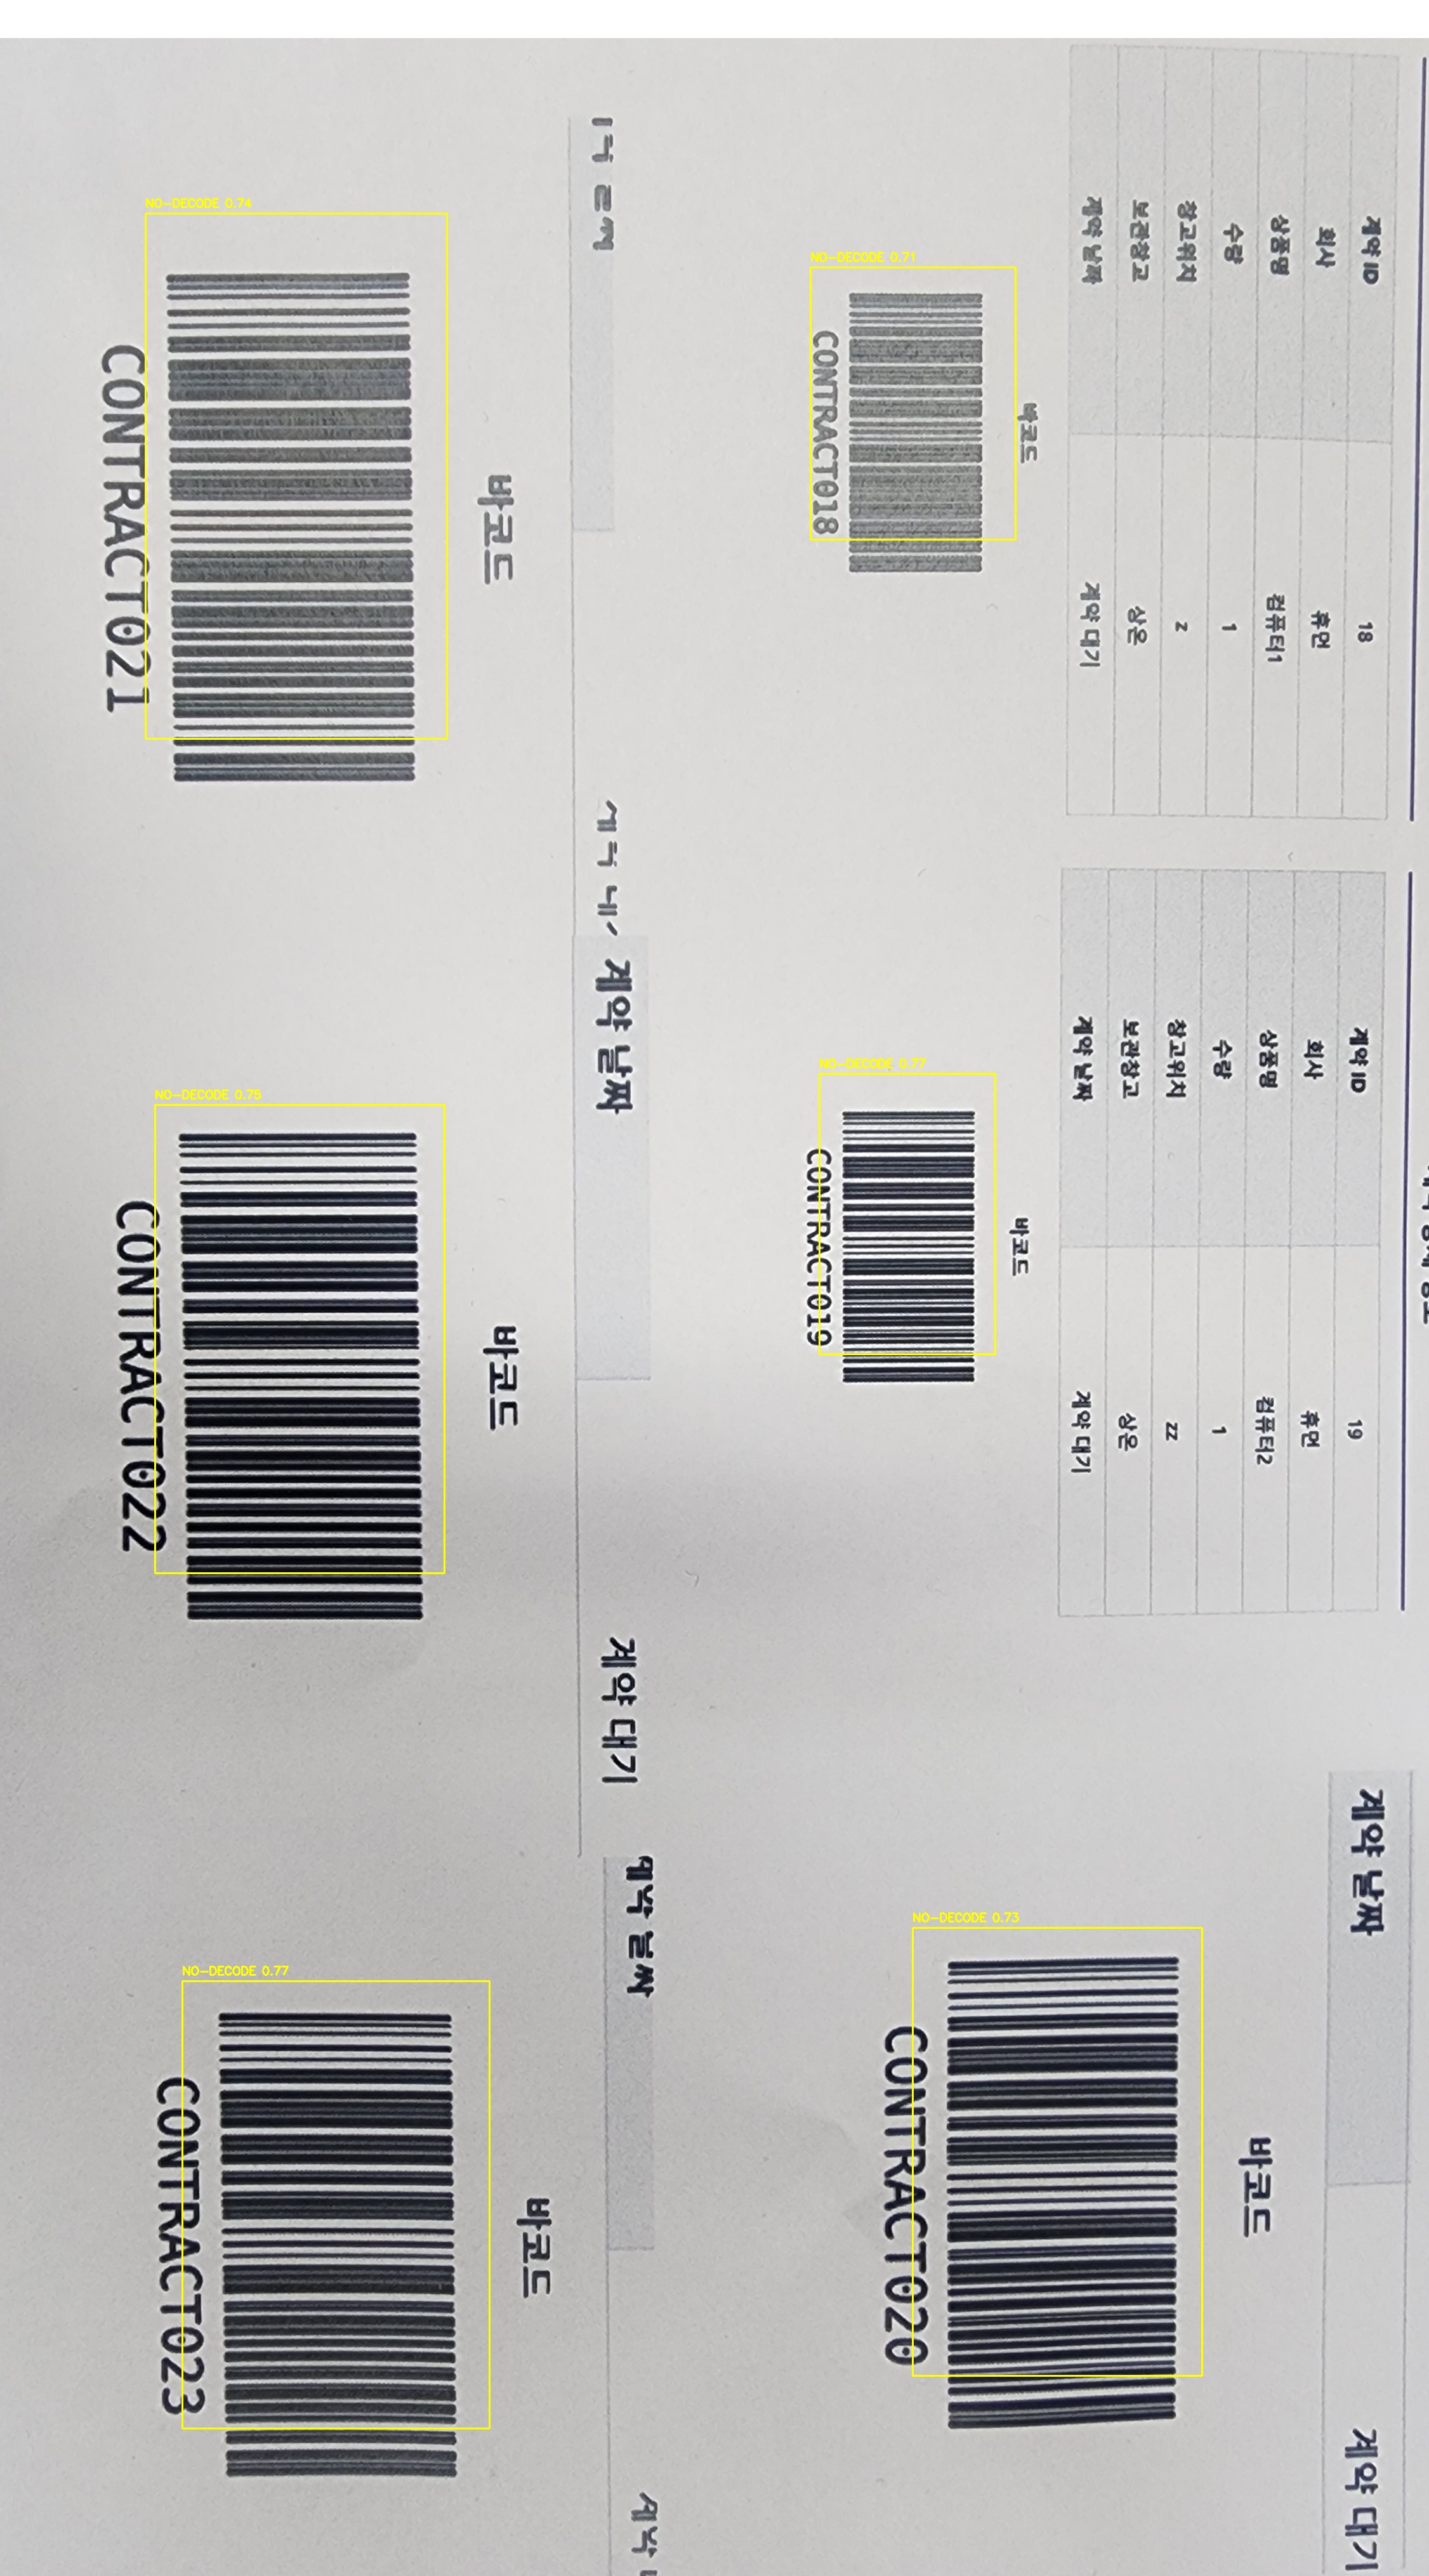 계약 ID 18
회사 휴먼
상품명 컴퓨터1
수량 1
창고위치 z
보관창고 상온
계약 날짜 계약 대기
바코드
CONTRACT018
계약 ID 19
회사 휴먼
상품명 컴퓨터2
수량 1
창고위치 zz
보관창고 상온
계약 날짜 계약 대기
바코드
CONTRACT019
계약 날짜 계약 대기
바코드
CONTRACT020
바코드
CONTRACT021
계약 날짜 계약 대기
바코드
CONTRACT022
바코드
CONTRACT023
NO-DECODE 0.74
NO-DECODE 0.71
NO-DECODE 0.75
NO-DECODE 0.77
NO-DECODE 0.77
NO-DECODE 0.73